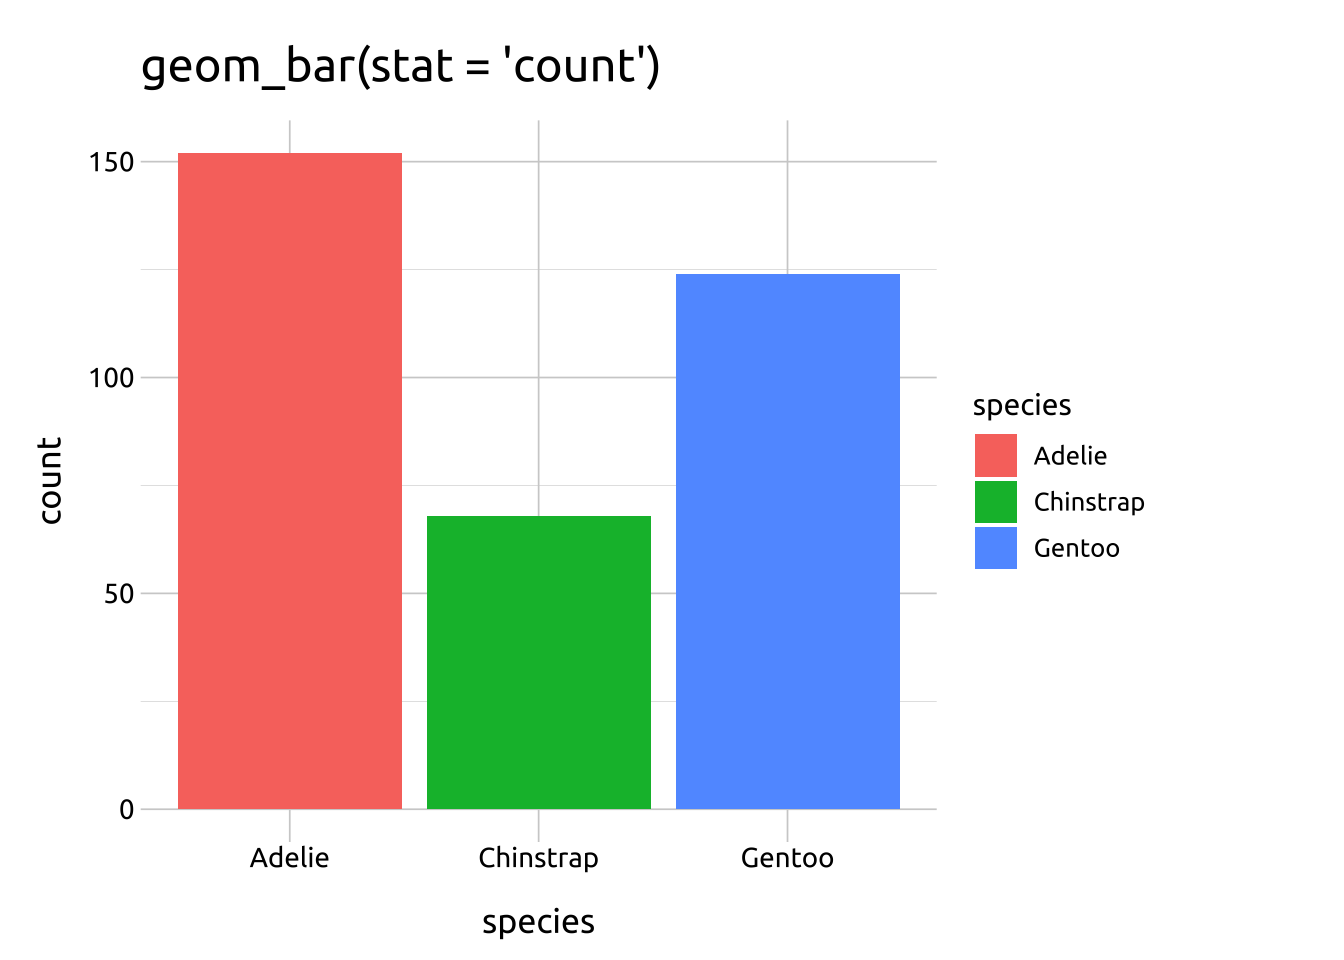 geom_bar(stat = 'count')
150
100
50
0
count
Adelie
Chinstrap
Gentoo
species
species
Adelie
Chinstrap
Gentoo